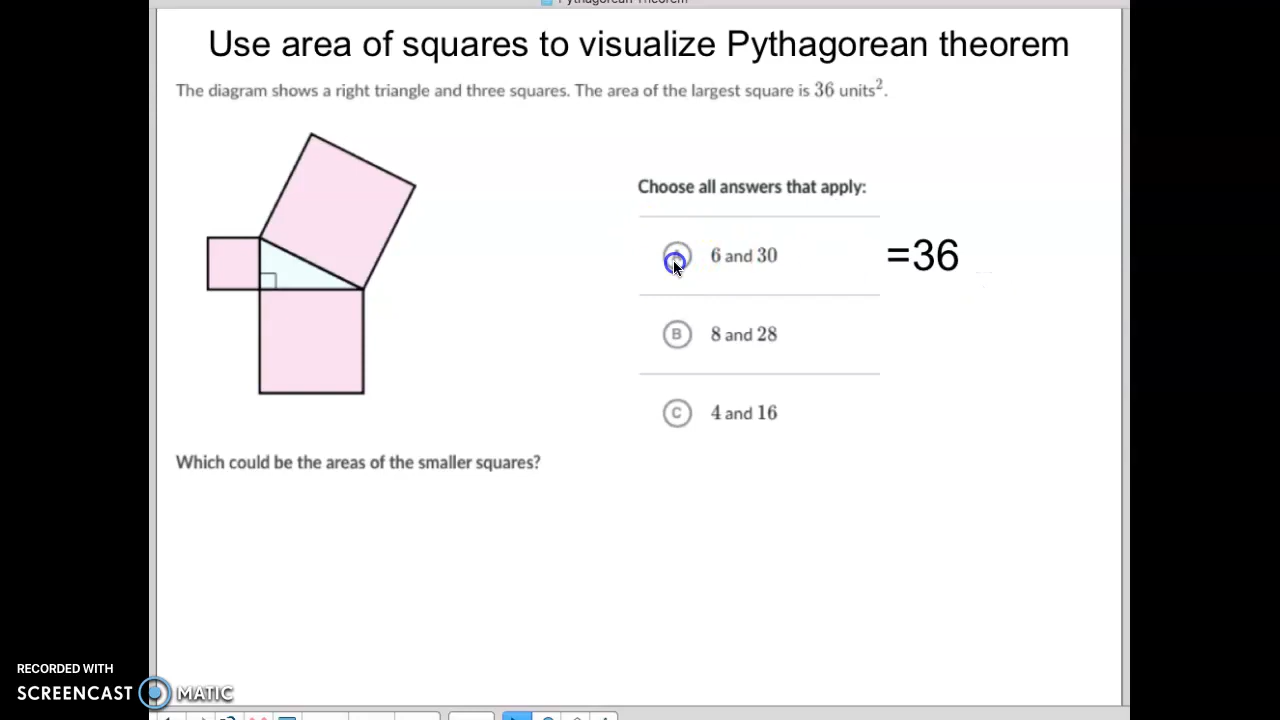 Pythagorean Theorem
Use area of squares to visualize Pythagorean theorem
The diagram shows a right triangle and three squares. The area of the largest square is 36 units².
Choose all answers that apply:
6 and 30 =36
B 8 and 28
C 4 and 16
Which could be the areas of the smaller squares?
RECORDED WITH
SCREENCAST MATIC